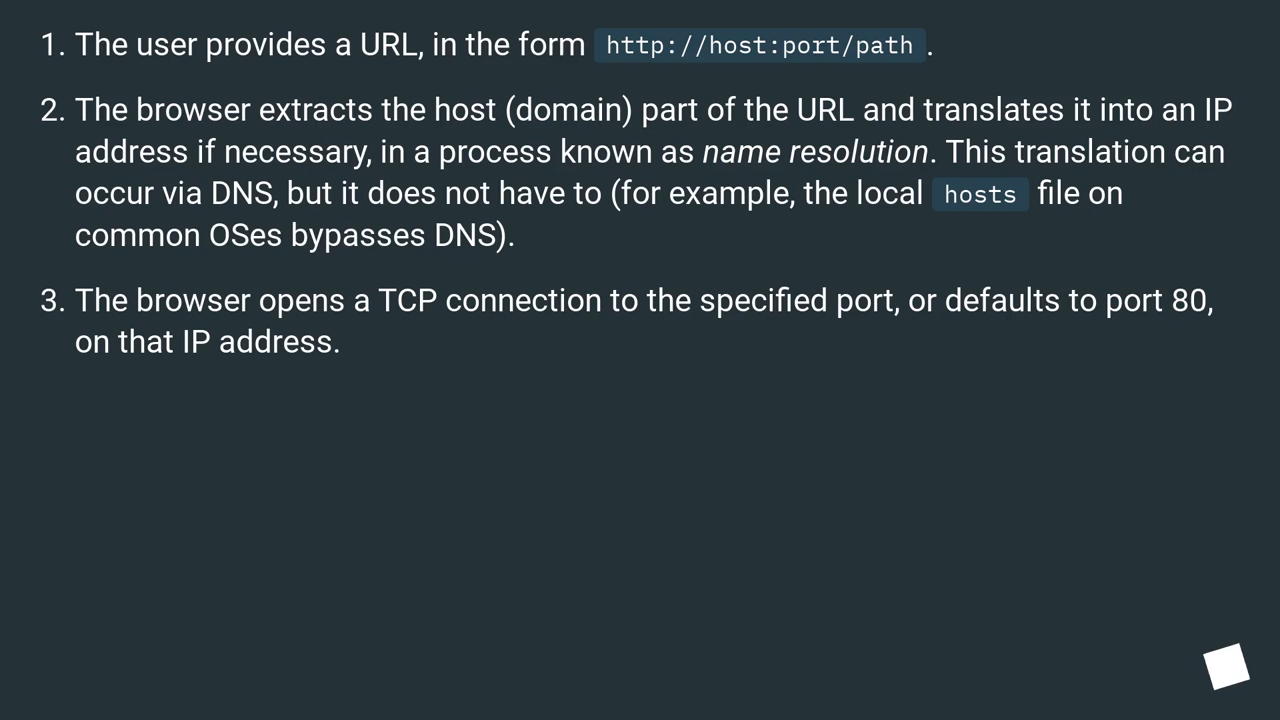 1. The user provides a URL, in the form http://host:port/path.
2. The browser extracts the host (domain) part of the URL and translates it into an IP
address if necessary, in a process known as name resolution. This translation can
occur via DNS, but it does not have to (for example, the local hosts file on
common OSes bypasses DNS).
3. The browser opens a TCP connection to the specified port, or defaults to port 80,
on that IP address.